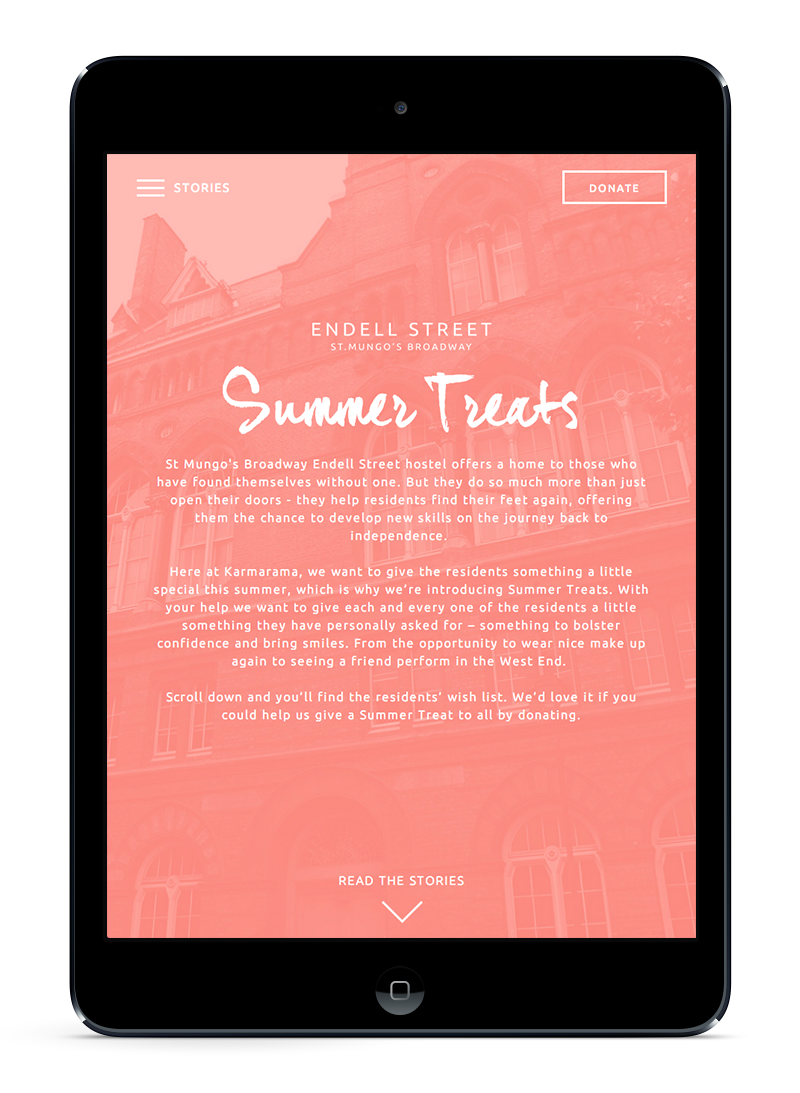 STORIES
DONATE
ENDELL STREET
ST.MUNGO'S BROADWAY
Summer Treats
St Mungo's Broadway Endell Street hostel offers a home to those who
have found themselves without one. But they do so much more than just
open their doors - they help residents find their feet again, offering
them the chance to develop new skills on the journey back to
independence.
Here at Karmarama, we want to give the residents something a little
special this summer, which is why we're introducing Summer Treats. With
your help we want to give each and every one of the residents a little
something they have personally asked for – something to bolster
confidence and bring smiles. From the opportunity to wear nice make up
again to seeing a friend perform in the West End.
Scroll down and you'll find the residents' wish list. We'd love it if you
could help us give a Summer Treat to all by donating.
READ THE STORIES